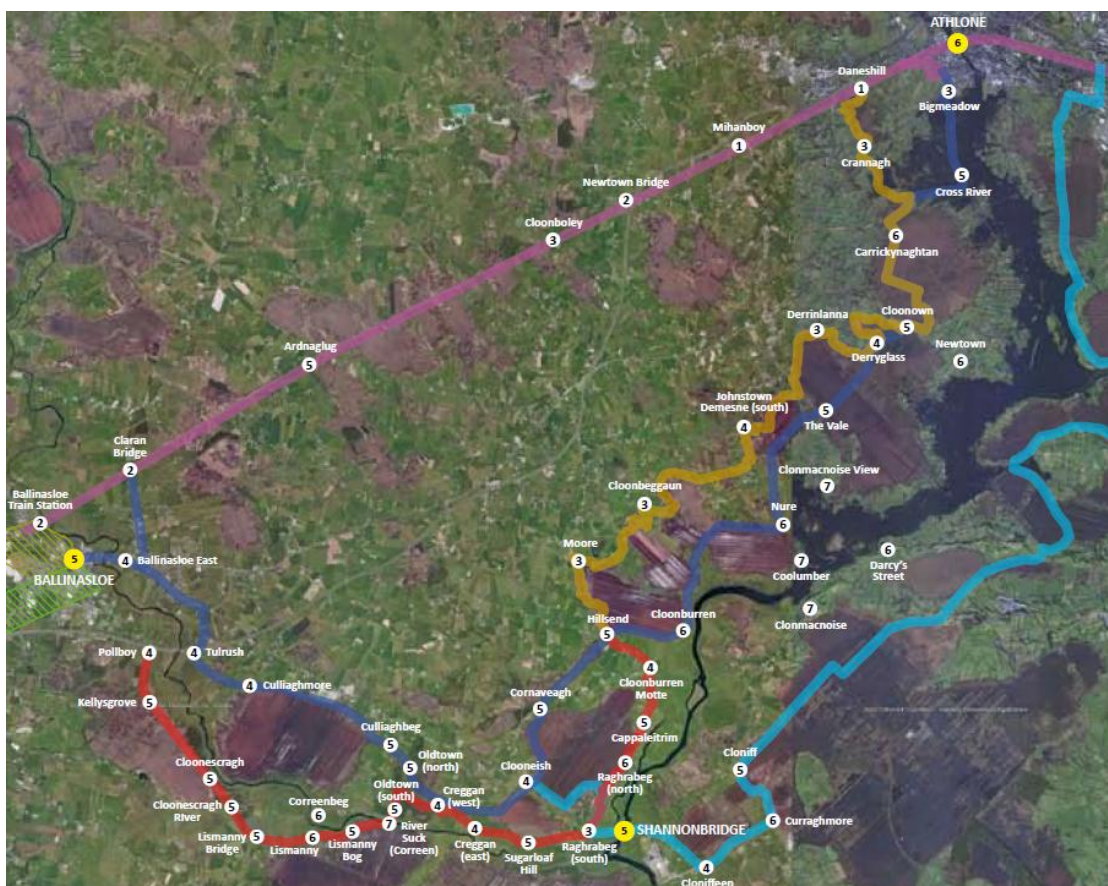 ATHLONE
6
Daneshill
1
3
Bigmeadow
Mihanboy
1
3
Crannagh
Newtown Bridge
2
5
Cross River
Cloonboley
3
6
Carrickynaghtan
Derrinlanna
3
Cloonown
5
4
Derryglass
Newtown
6
Ardnaglug
5
Johnstown
Demesne (south)
4
5
The Vale
Claran
Bridge
2
Clonmacnoise View
7
Ballinasloe
Train Station
2
Cloonbeggaun
3
Nure
6
5
BALLINASLOE
4
Ballinasloe East
Moore
3
7
Coolumber
6
Darcy's
Street
7
Clonmacnoise
Hillsend
5
Cloonburren
6
Pollboy
4
4
Tulrush
4
Cloonburren
Motte
Kellysgrove
5
4
Culliaghmore
Cornaveagh
5
5
Cappaleitrim
Culliaghbeg
5
Oldtown
(north)
5
Cloonescragh
5
Clooneish
4
6
Raghrabeg
(north)
Cloniff
5
Cloonescragh
River
5
Correenbeg
6
Oldtown
(south)
5
Creggan
(west)
4
Lismanny
Bridge
5
6
Lismanny
5
Lismanny
Bog
7
River
Suck
(Correen)
4
Creggan
(east)
5
Sugarloaf
Hill
3
Raghrabeg
(south)
5
SHANNONBRIDGE
7
Curraghmore
4
Cloniffeen